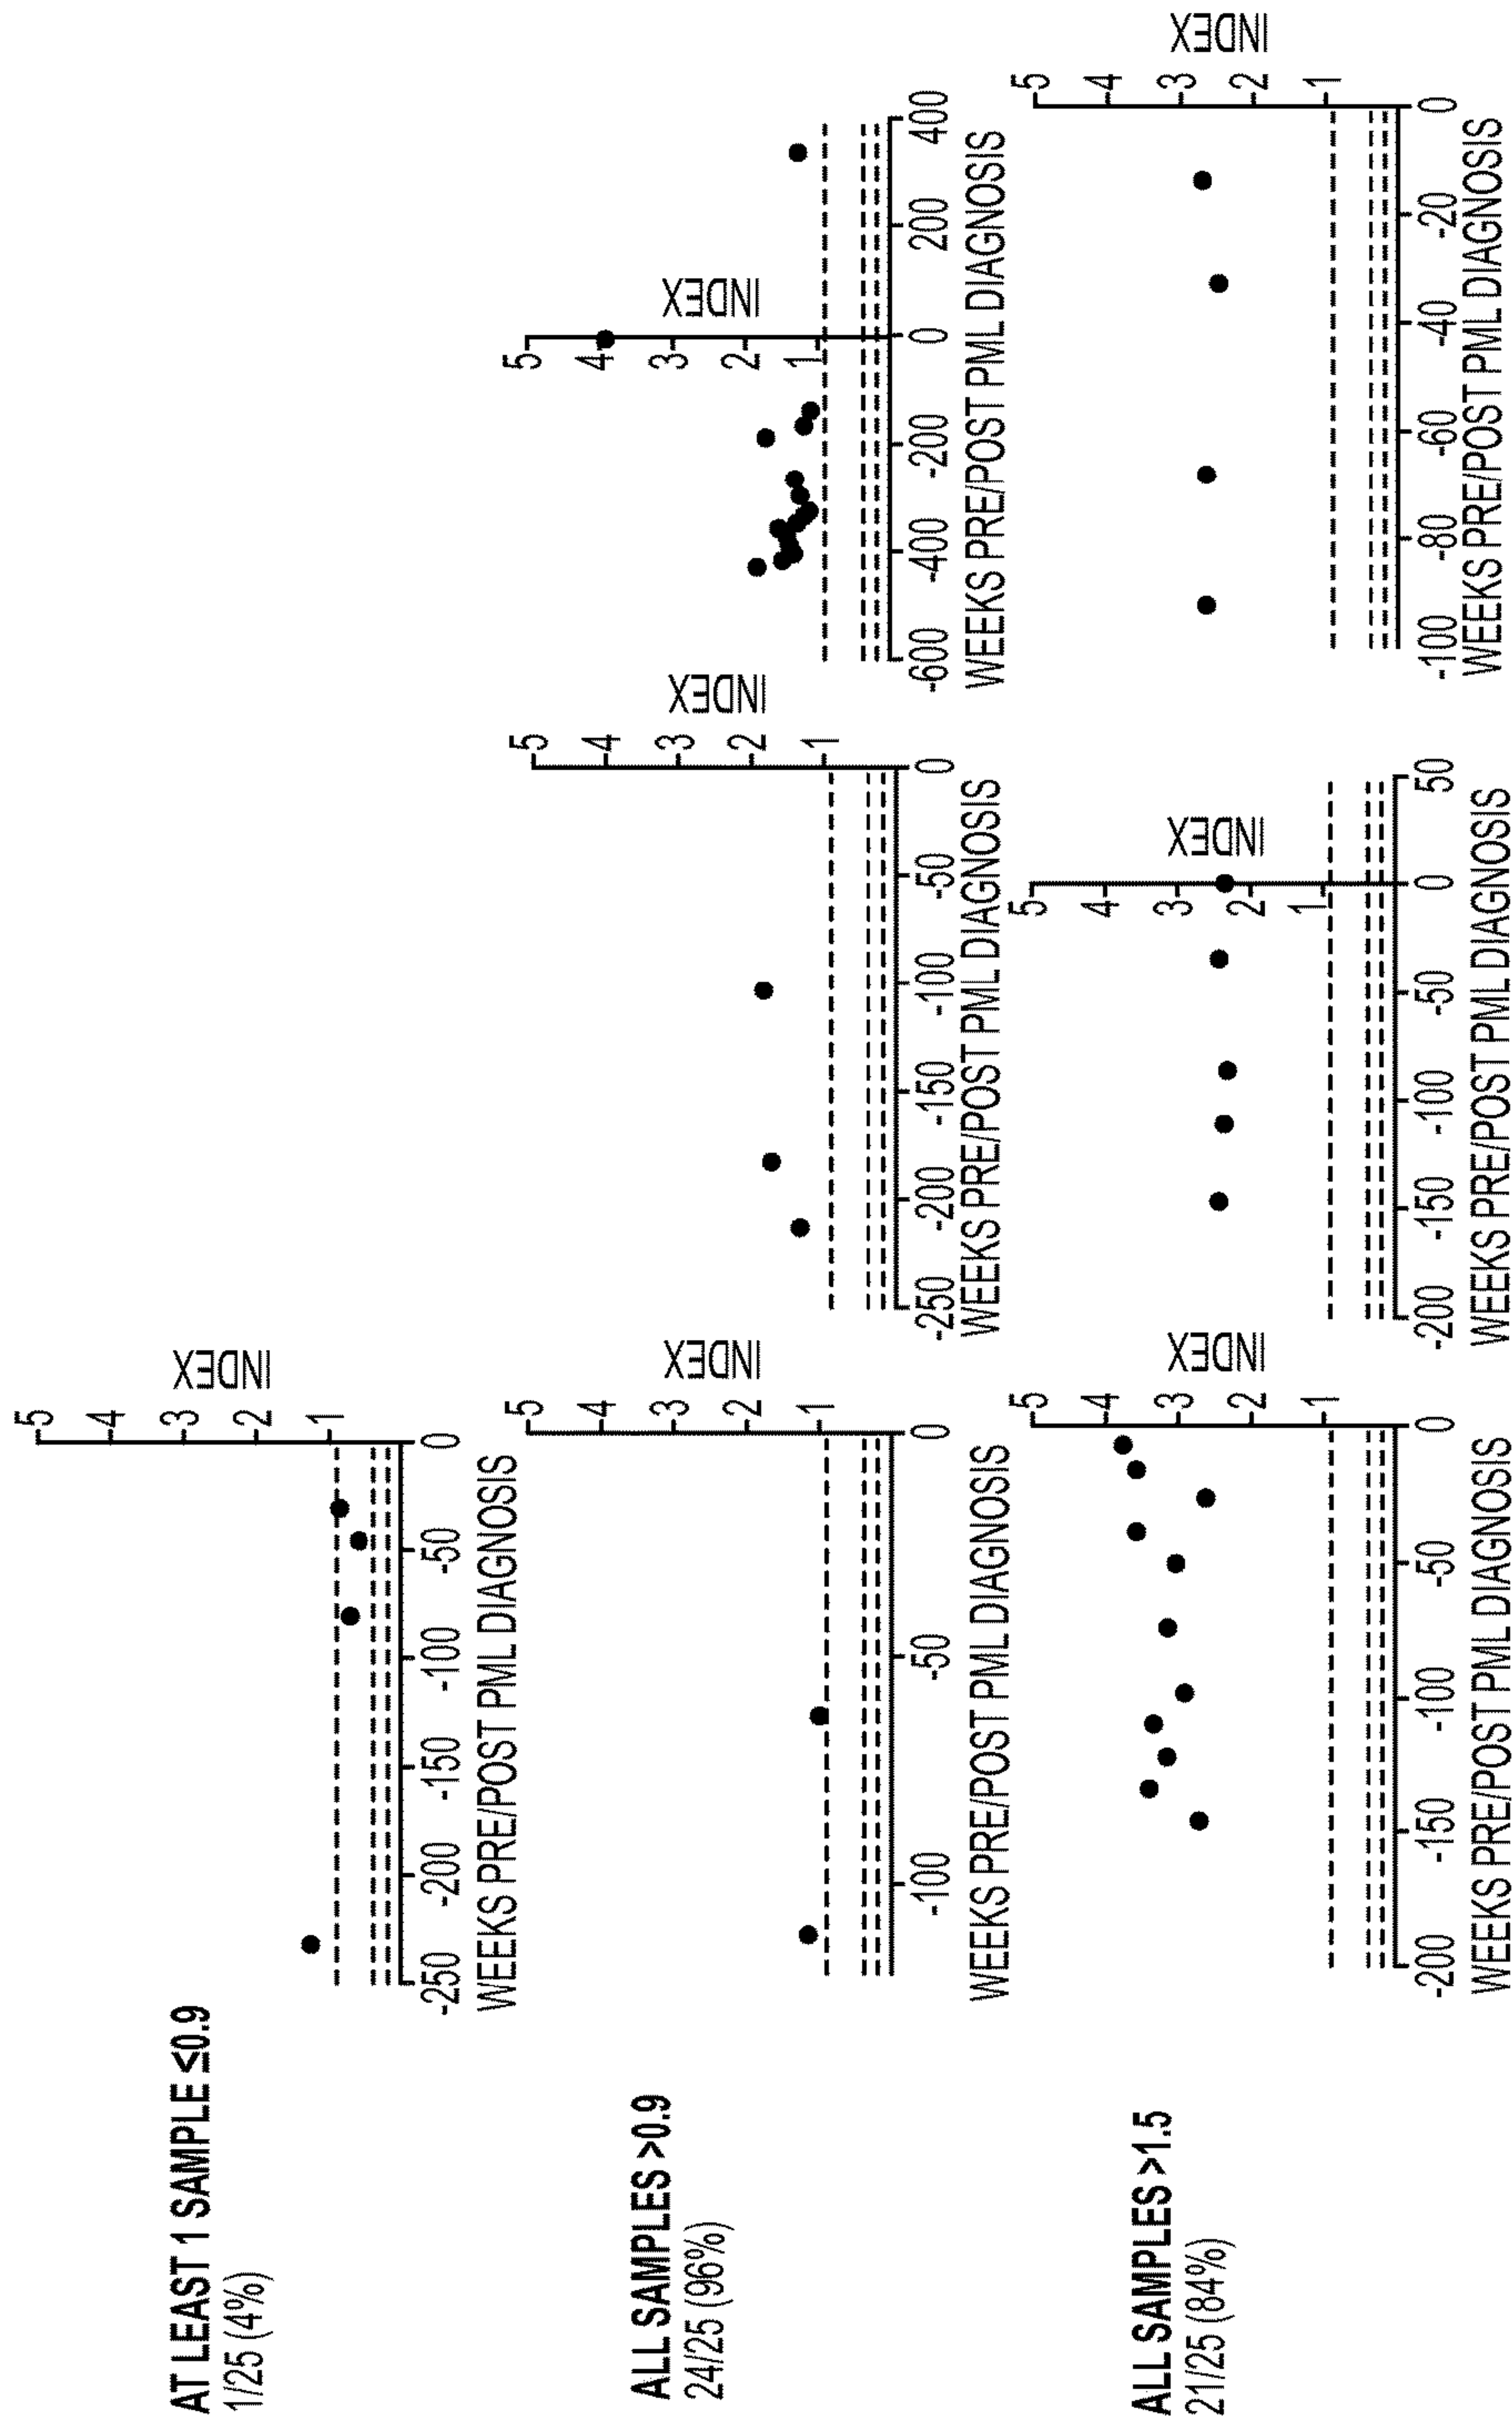 AT LEAST 1 SAMPLE ≤0.9
1/25 (4%)
5
4
3
2
1
INDEX
-250 -200 -150 -100 -50 0
WEEKS PRE/POST PML DIAGNOSIS
ALL SAMPLES >0.9
24/25 (96%)
5
4
3
2
1
INDEX
-100 -50 0
WEEKS PRE/POST PML DIAGNOSIS
5
4
3
2
1
INDEX
-250 -200 -150 -100 -50 0
WEEKS PRE/POST PML DIAGNOSIS
5
4
3
2
1
INDEX
-600 -400 -200 0 200 400
WEEKS PRE/POST PML DIAGNOSIS
ALL SAMPLES >1.5
21/25 (84%)
5
4
3
2
1
INDEX
-200 -150 -100 -50 0
WEEKS PRE/POST PML DIAGNOSIS
5
4
3
2
1
INDEX
-200 -150 -100 -50 0 50
WEEKS PRE/POST PML DIAGNOSIS
5
4
3
2
1
INDEX
-100 -80 -60 -40 -20 0
WEEKS PRE/POST PML DIAGNOSIS